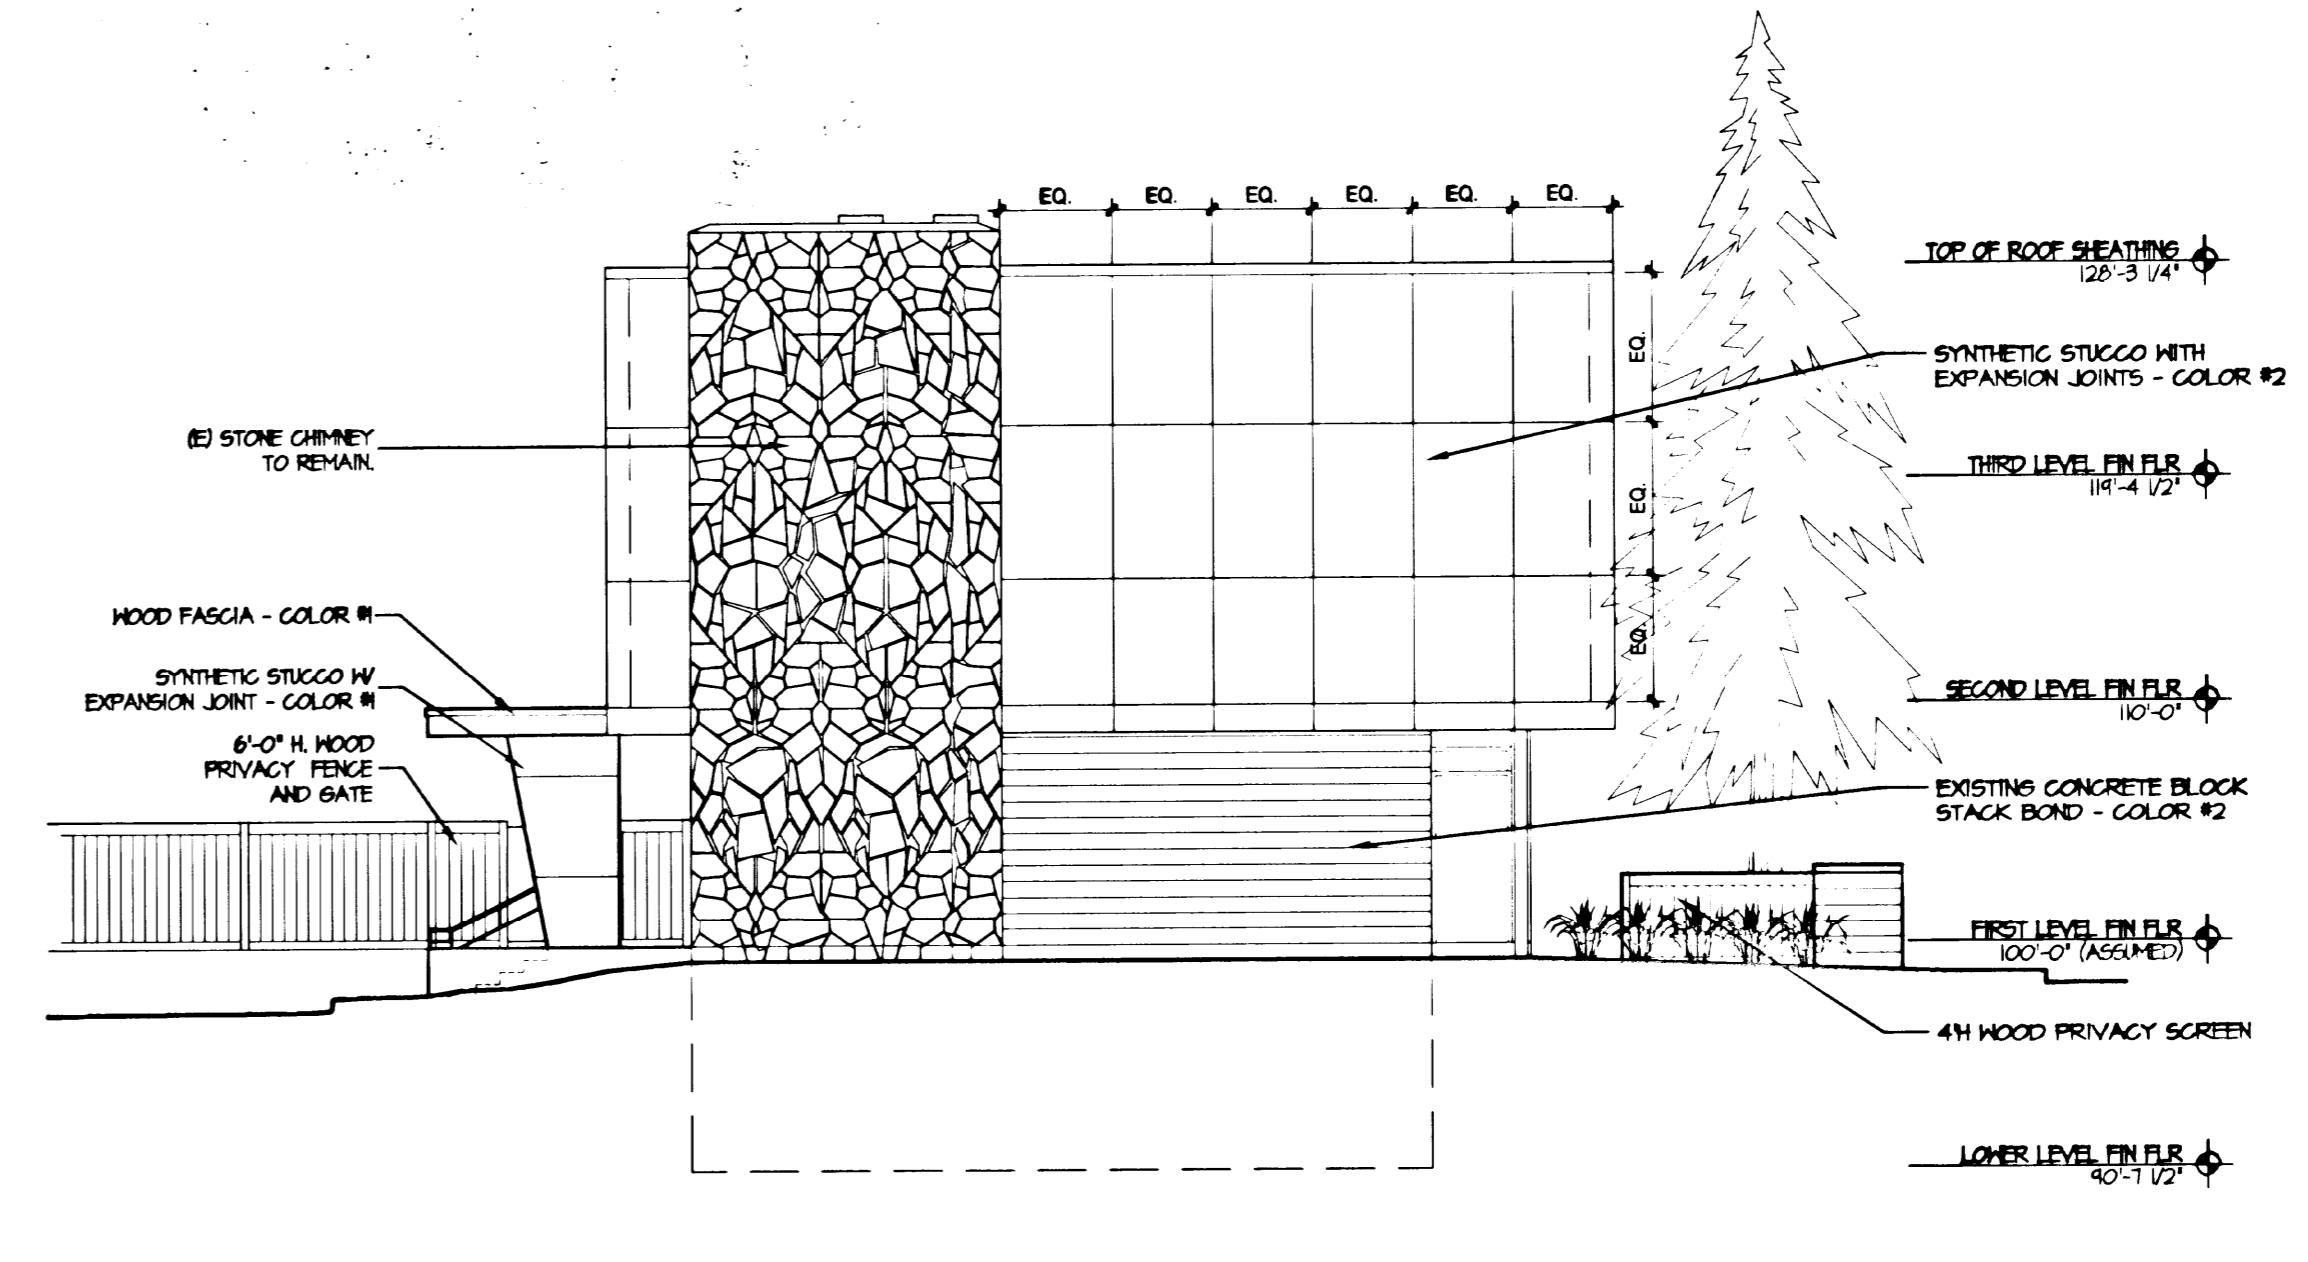 EQ. EQ. EQ. EQ. EQ. EQ.
TOP OF ROOF SHEATHING
128'-3 1/4"
EQ.
SYNTHETIC STUCCO WITH
EXPANSION JOINTS - COLOR #2
(E) STONE CHIMNEY
TO REMAIN.
THIRD LEVEL FIN FLR
119'-4 1/2"
EQ.
WOOD FASCIA - COLOR #1
EQ.
SYNTHETIC STUCCO W/
EXPANSION JOINT - COLOR #1
SECOND LEVEL FIN FLR
110'-0"
6'-0" H. WOOD
PRIVACY FENCE
AND GATE
EXISTING CONCRETE BLOCK
STACK BOND - COLOR #2
FIRST LEVEL FIN FLR
100'-0" (ASSUMED)
4'H WOOD PRIVACY SCREEN
LOWER LEVEL FIN FLR
90'-7 1/2"